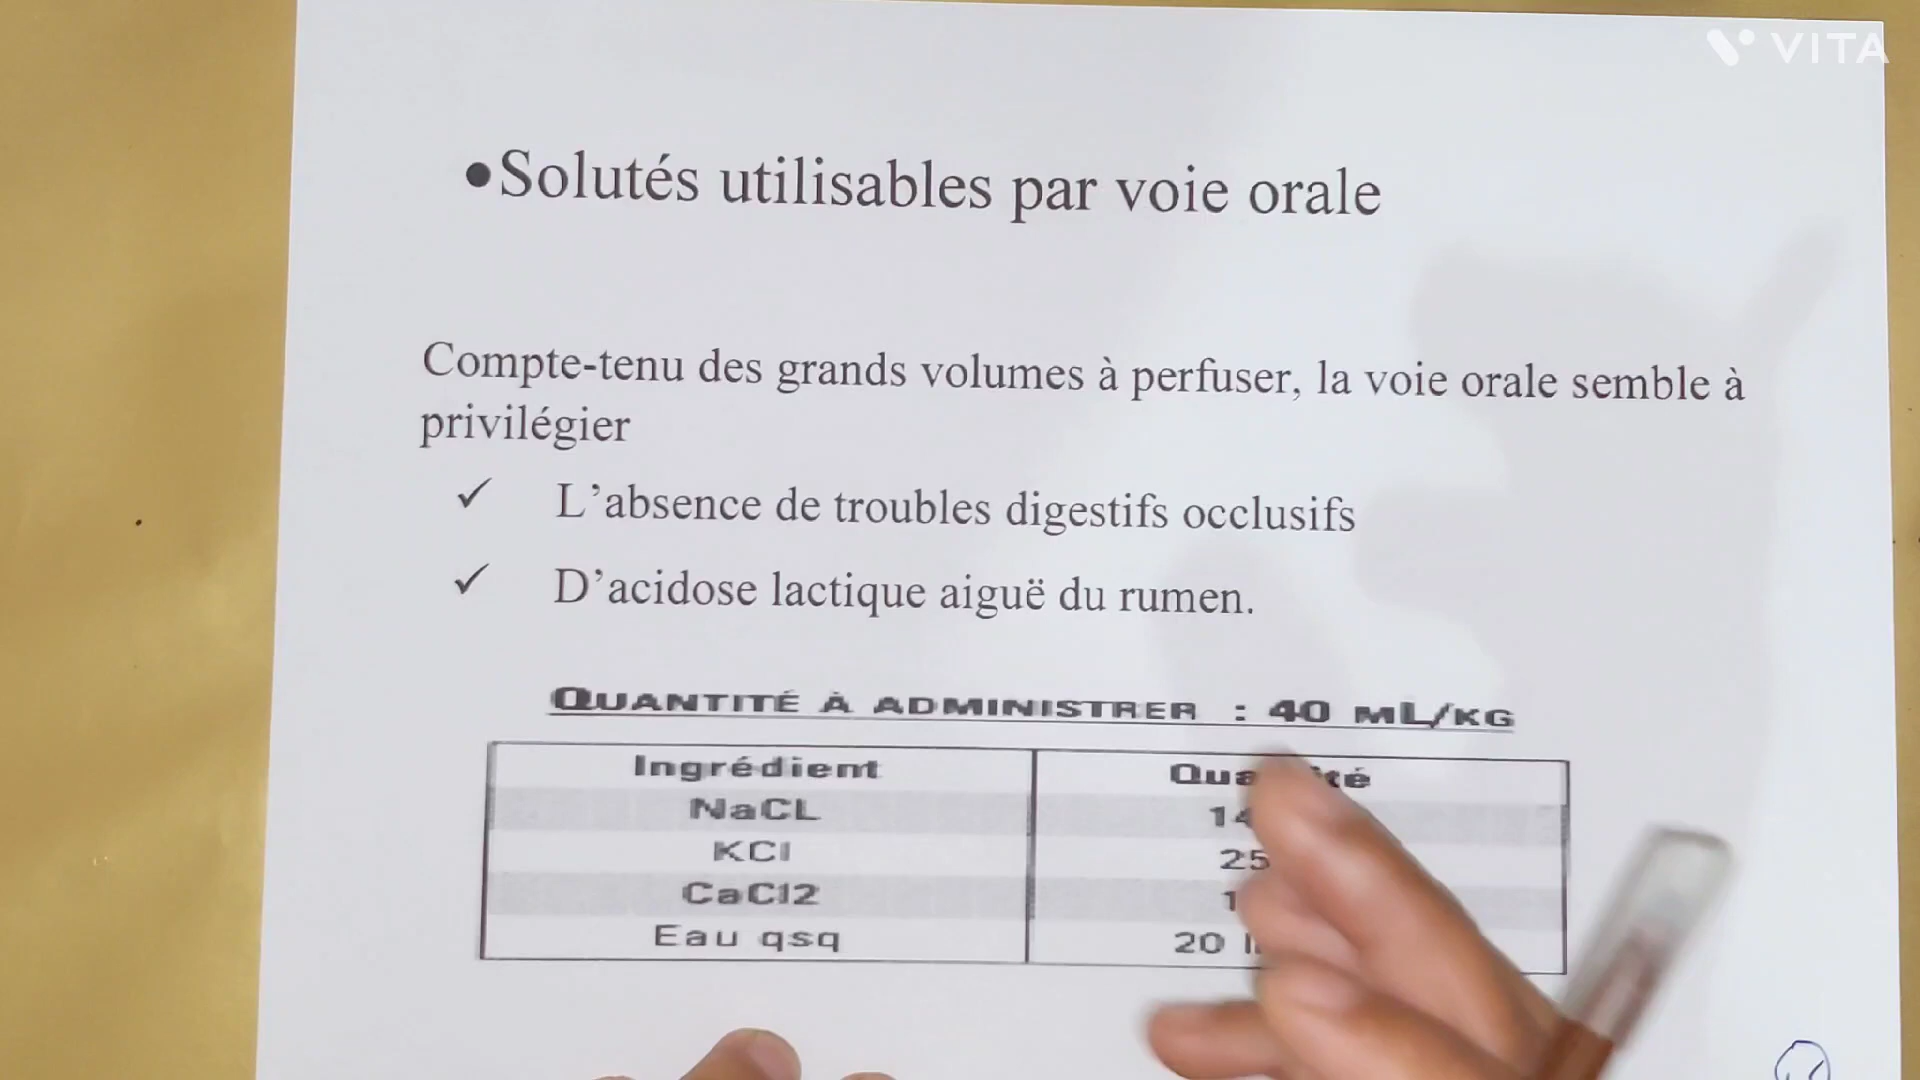 VITA
•Solutés utilisables par voie orale
Compte-tenu des grands volumes à perfuser, la voie orale semble à
privilégier
✓ L’absence de troubles digestifs occlusifs
✓ D’acidose lactique aiguë du rumen.
QUANTITÉ À ADMINISTRER : 40 ML/KG
Ingrédient
NaCL
KCl
CaCl2
Eau qsq 20